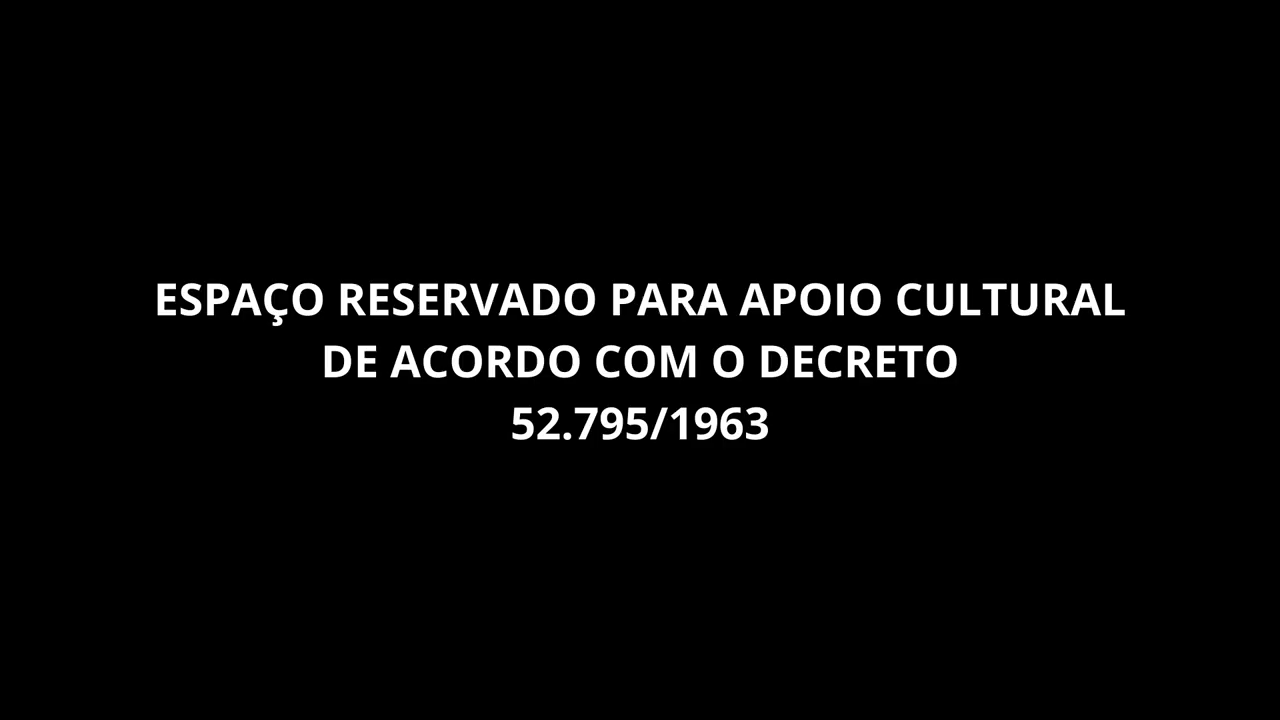 ESPAÇO RESERVADO PARA APOIO CULTURAL
DE ACORDO COM O DECRETO
52.795/1963